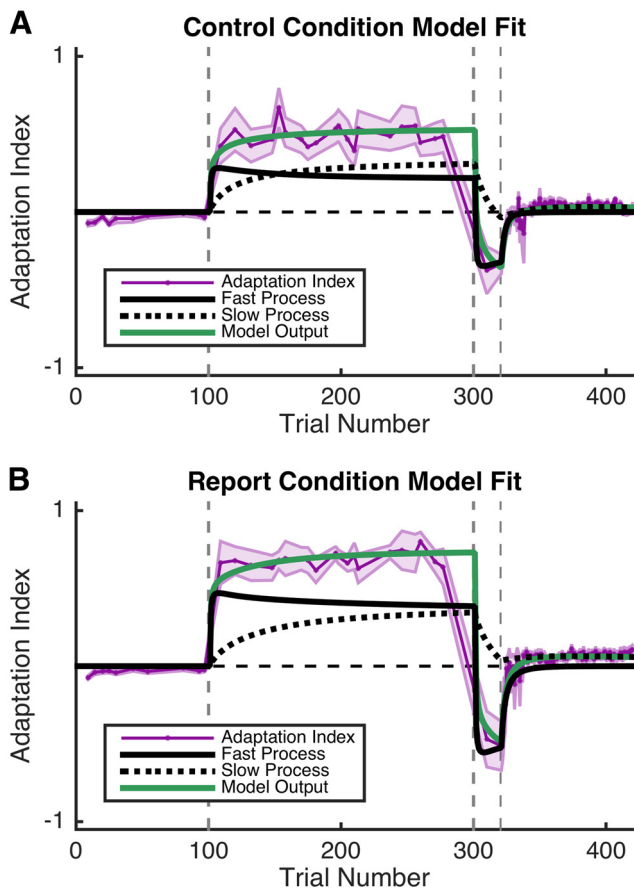 A
Control Condition Model Fit
1
Adaptation Index
Adaptation Index
Fast Process
Slow Process
Model Output
-1
0 100 200 300 400
Trial Number
B
Report Condition Model Fit
1
Adaptation Index
Adaptation Index
Fast Process
Slow Process
Model Output
-1
0 100 200 300 400
Trial Number